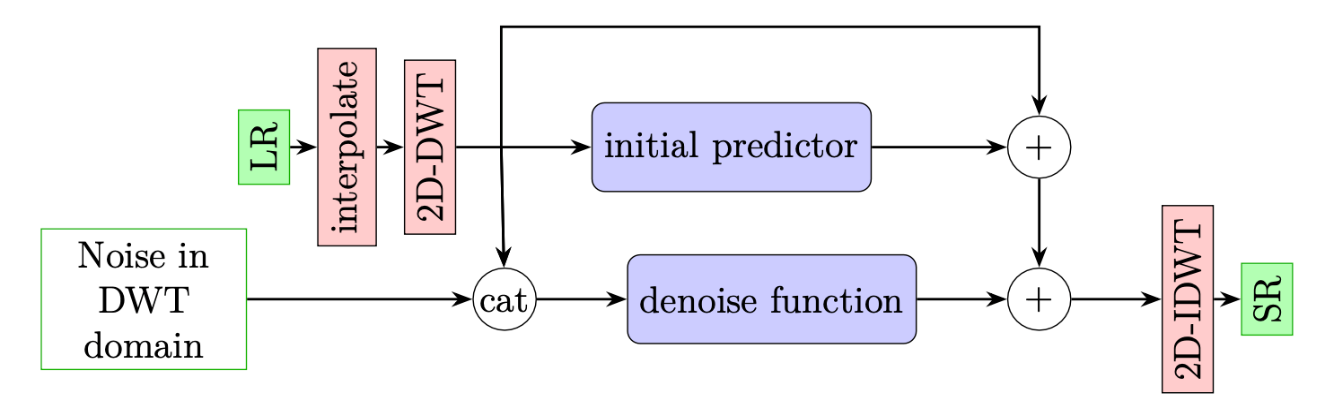 LR
interpolate
2D-DWT
initial predictor
+
Noise in
DWT
domain
cat
denoise function
+
2D-IDWT
SR